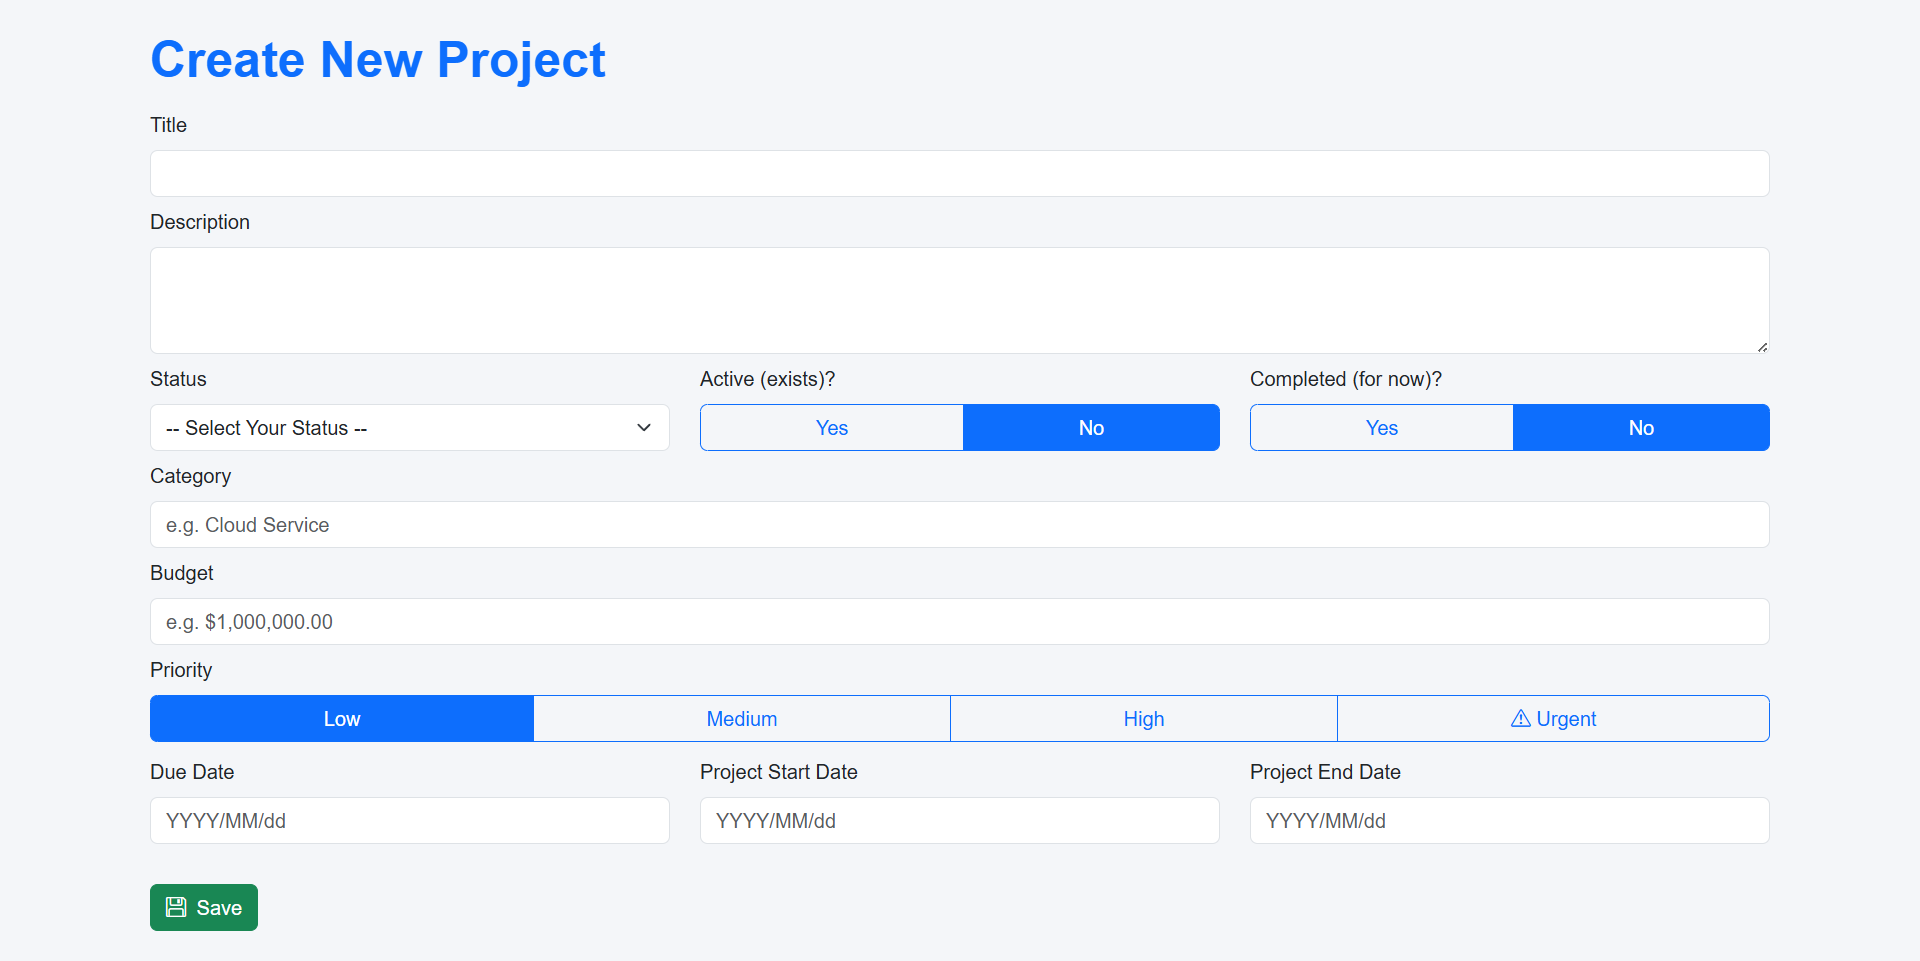 Create New Project
Title
Description
Status Active (exists)? Completed (for now)?
-- Select Your Status -- Yes No Yes No
Category
e.g. Cloud Service
Budget
e.g. $1,000,000.00
Priority
Low Medium High Urgent
Due Date Project Start Date Project End Date
YYYY/MM/dd YYYY/MM/dd YYYY/MM/dd
Save